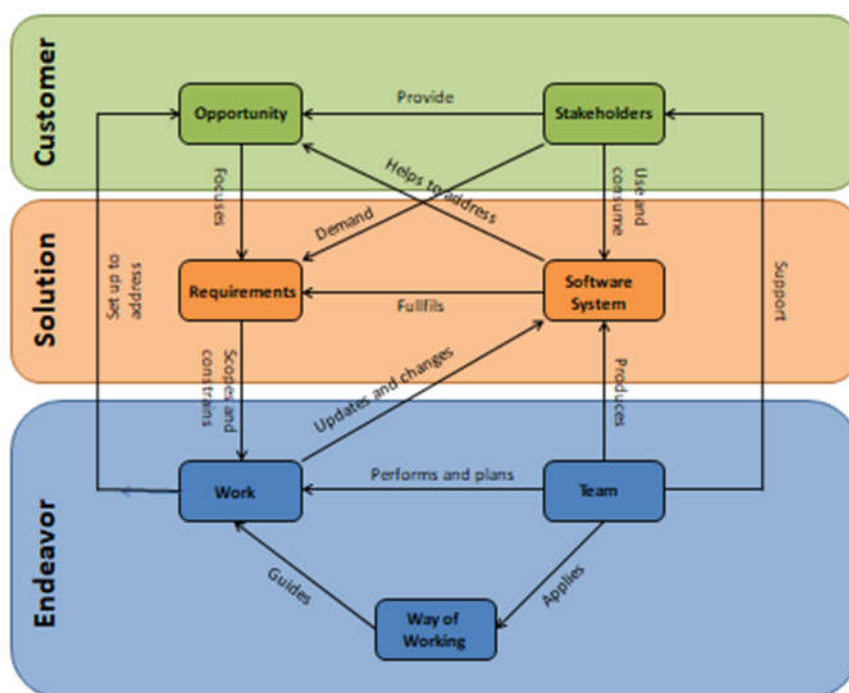 Customer
Opportunity
Provide
Stakeholders
Focuses
Helps to address
Demand
Use and
consume
Solution
Set up to
address
Requirements
Fullfils
Software
System
Support
Scopes and
constrains
Updates and changes
Produces
Endeavor
Work
Performs and plans
Team
Guides
Applies
Way of
Working